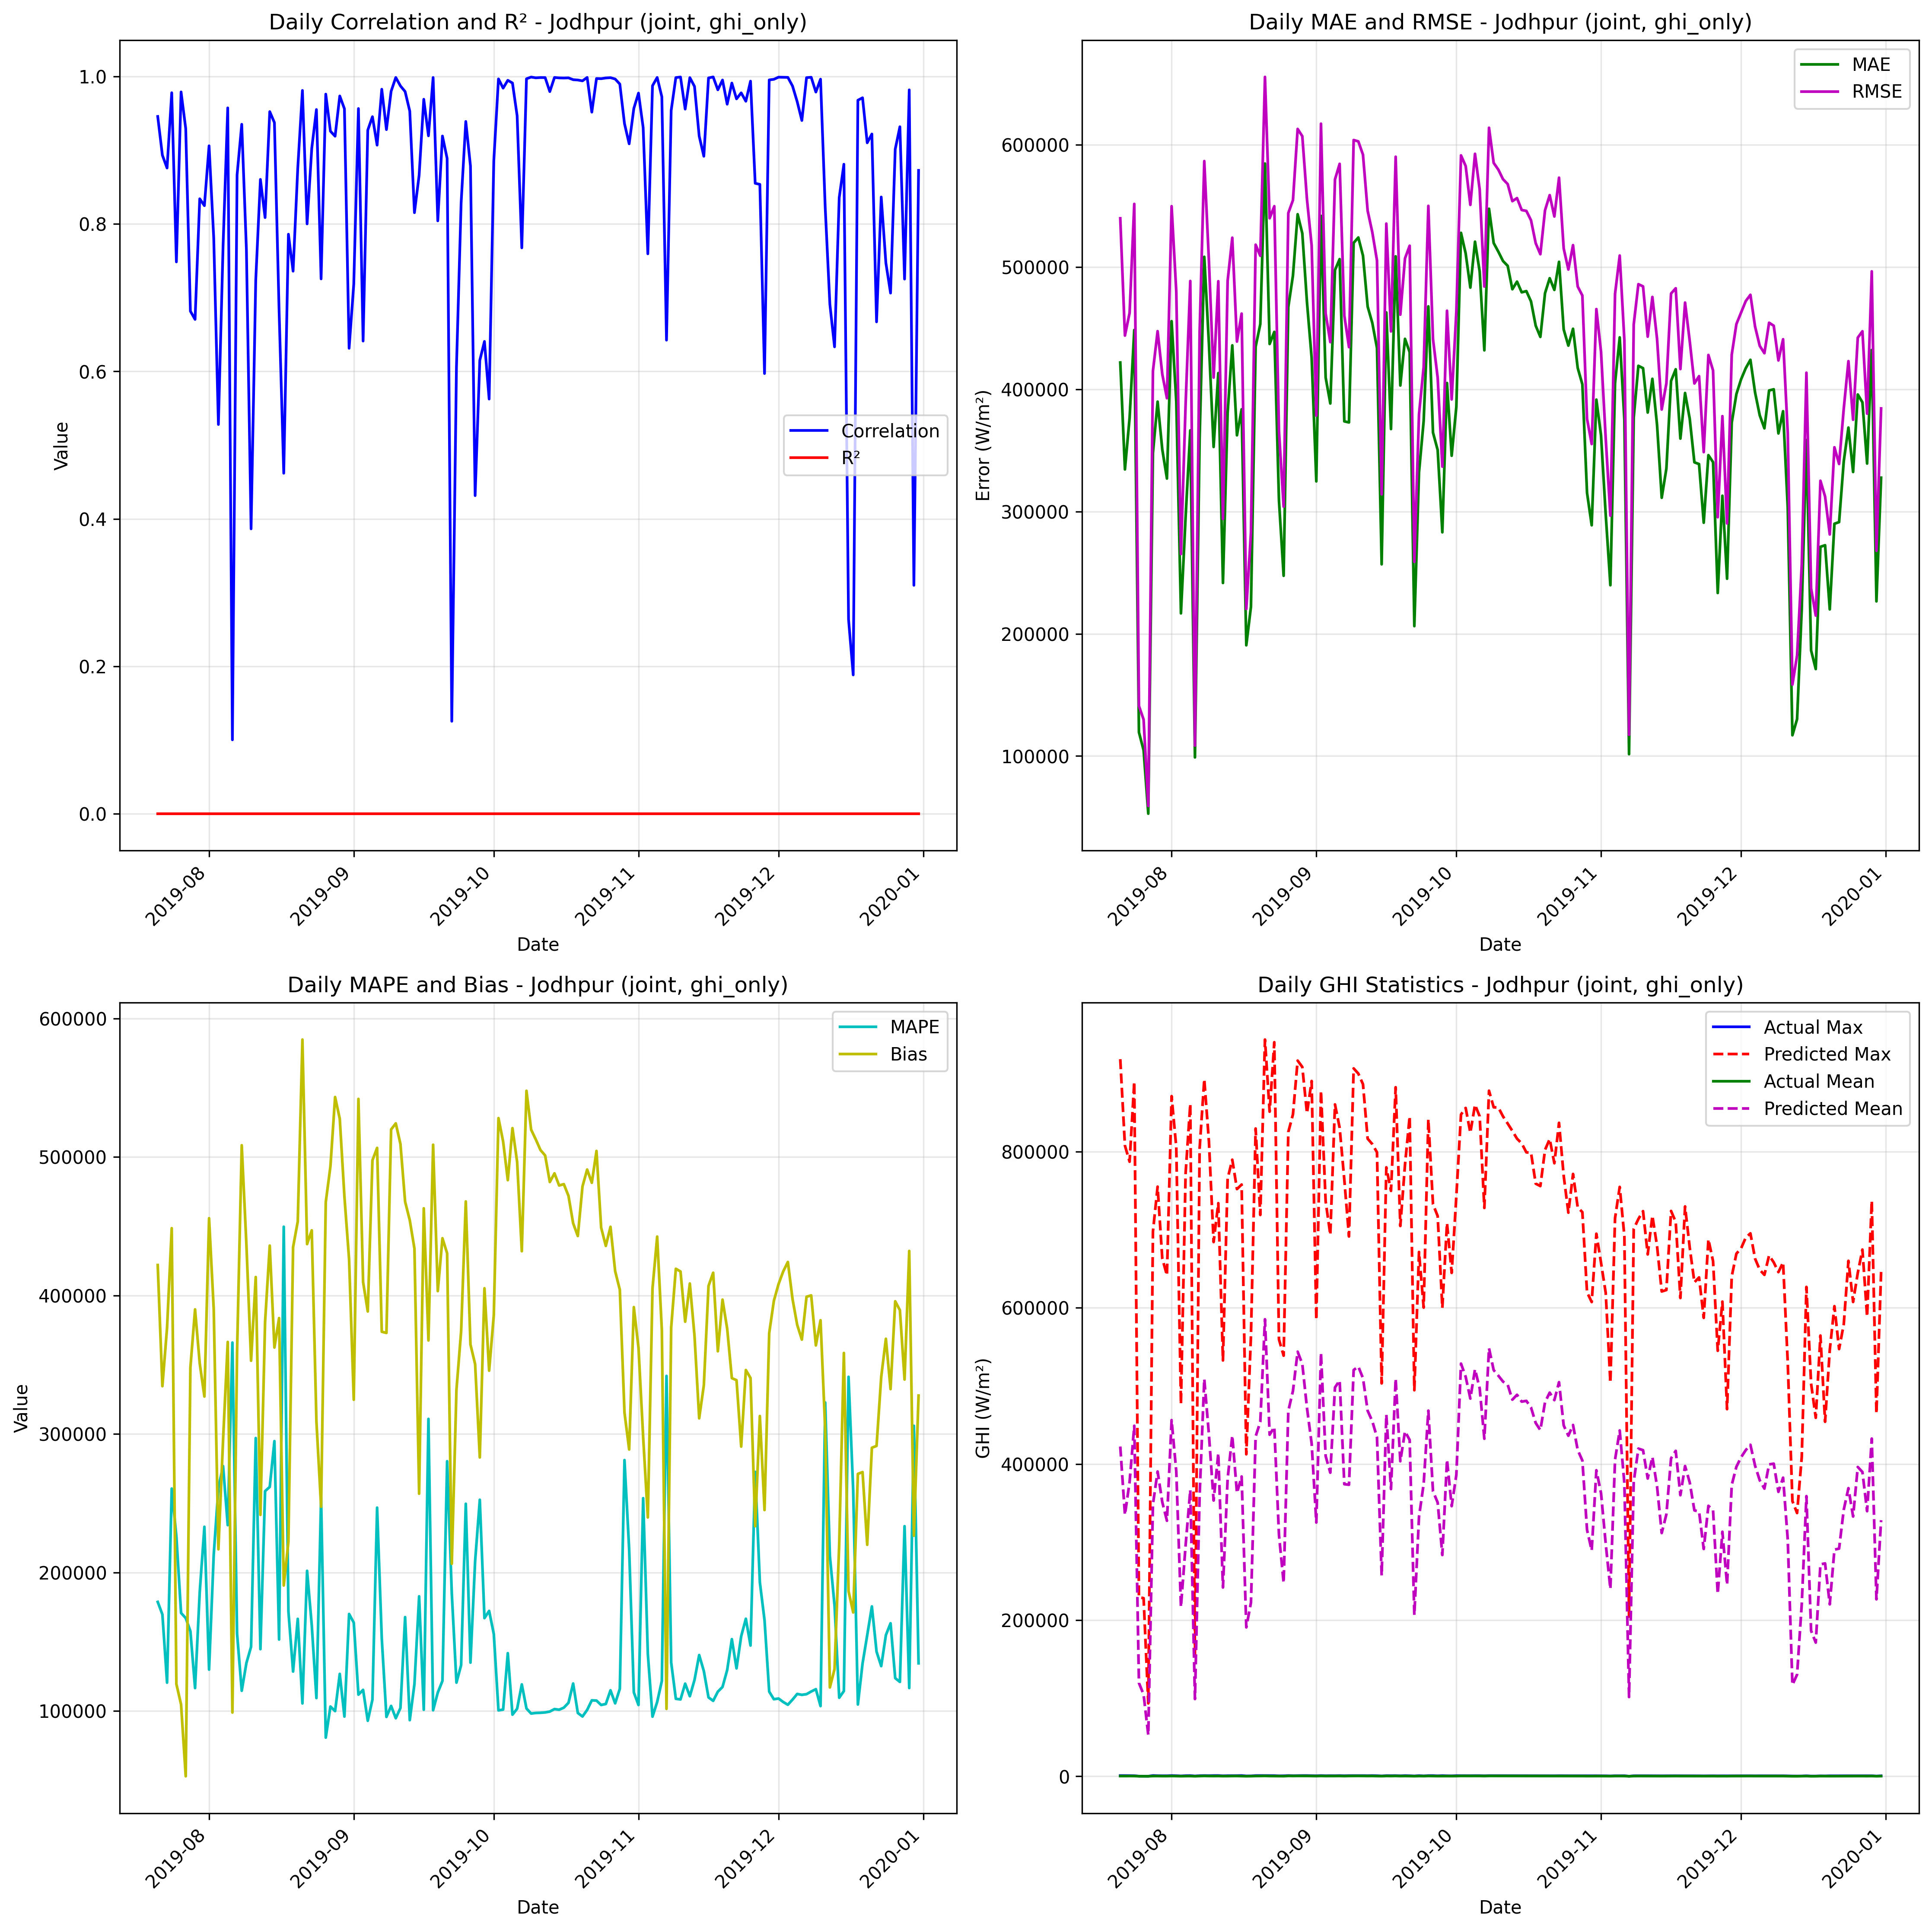 Daily Correlation and R² - Jodhpur (joint, ghi_only)
Value
1.0
0.8
0.6
0.4
0.2
0.0
Correlation
R²
2019-08
2019-09
2019-10
2019-11
2019-12
2020-01
Date
Daily MAE and RMSE - Jodhpur (joint, ghi_only)
Error (W/m²)
600000
500000
400000
300000
200000
100000
MAE
RMSE
2019-08
2019-09
2019-10
2019-11
2019-12
2020-01
Date
Daily MAPE and Bias - Jodhpur (joint, ghi_only)
Value
600000
500000
400000
300000
200000
100000
MAPE
Bias
2019-08
2019-09
2019-10
2019-11
2019-12
2020-01
Date
Daily GHI Statistics - Jodhpur (joint, ghi_only)
GHI (W/m²)
800000
600000
400000
200000
0
Actual Max
Predicted Max
Actual Mean
Predicted Mean
2019-08
2019-09
2019-10
2019-11
2019-12
2020-01
Date